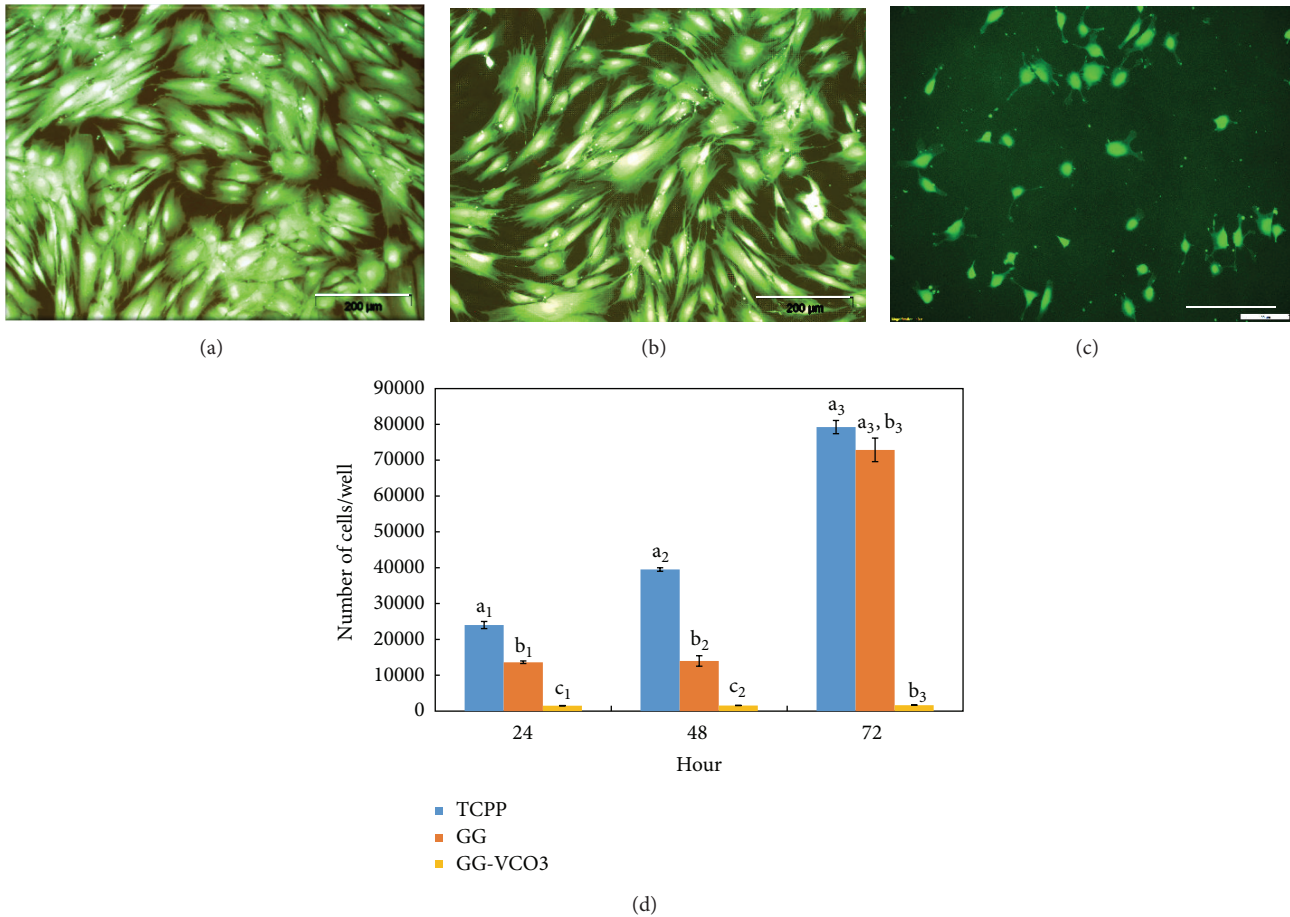 200 µm
200 µm
(a)
(b)
(c)
90000
80000
70000
60000
50000
40000
30000
20000
10000
0
Number of cells/well
a1
b1
c1
a2
b2
c2
a3
a3, b3
b3
24
48
72
Hour
TCPP
GG
GG-VCO3
(d)